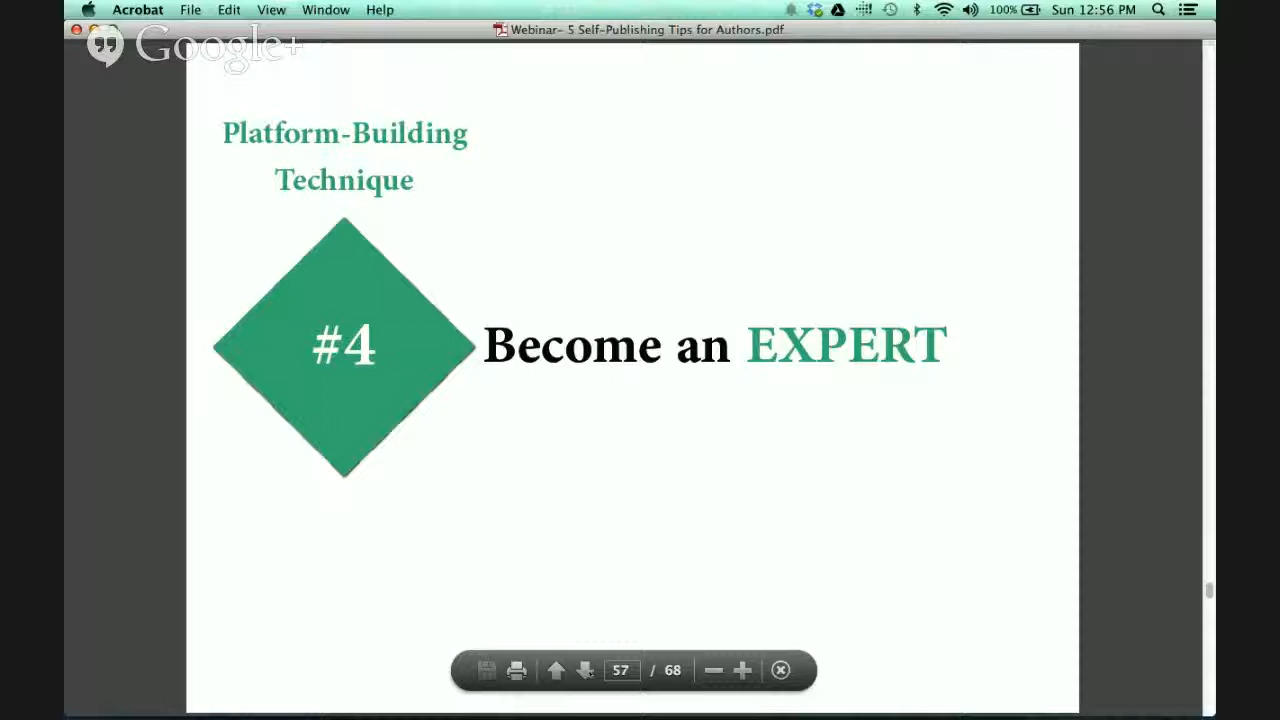 Acrobat File Edit View Window Help 100% Sun 12:56 PM
Webinar- 5 Self-Publishing Tips for Authors.pdf
Google+
Platform-Building
Technique
#4
Become an EXPERT
57 / 68